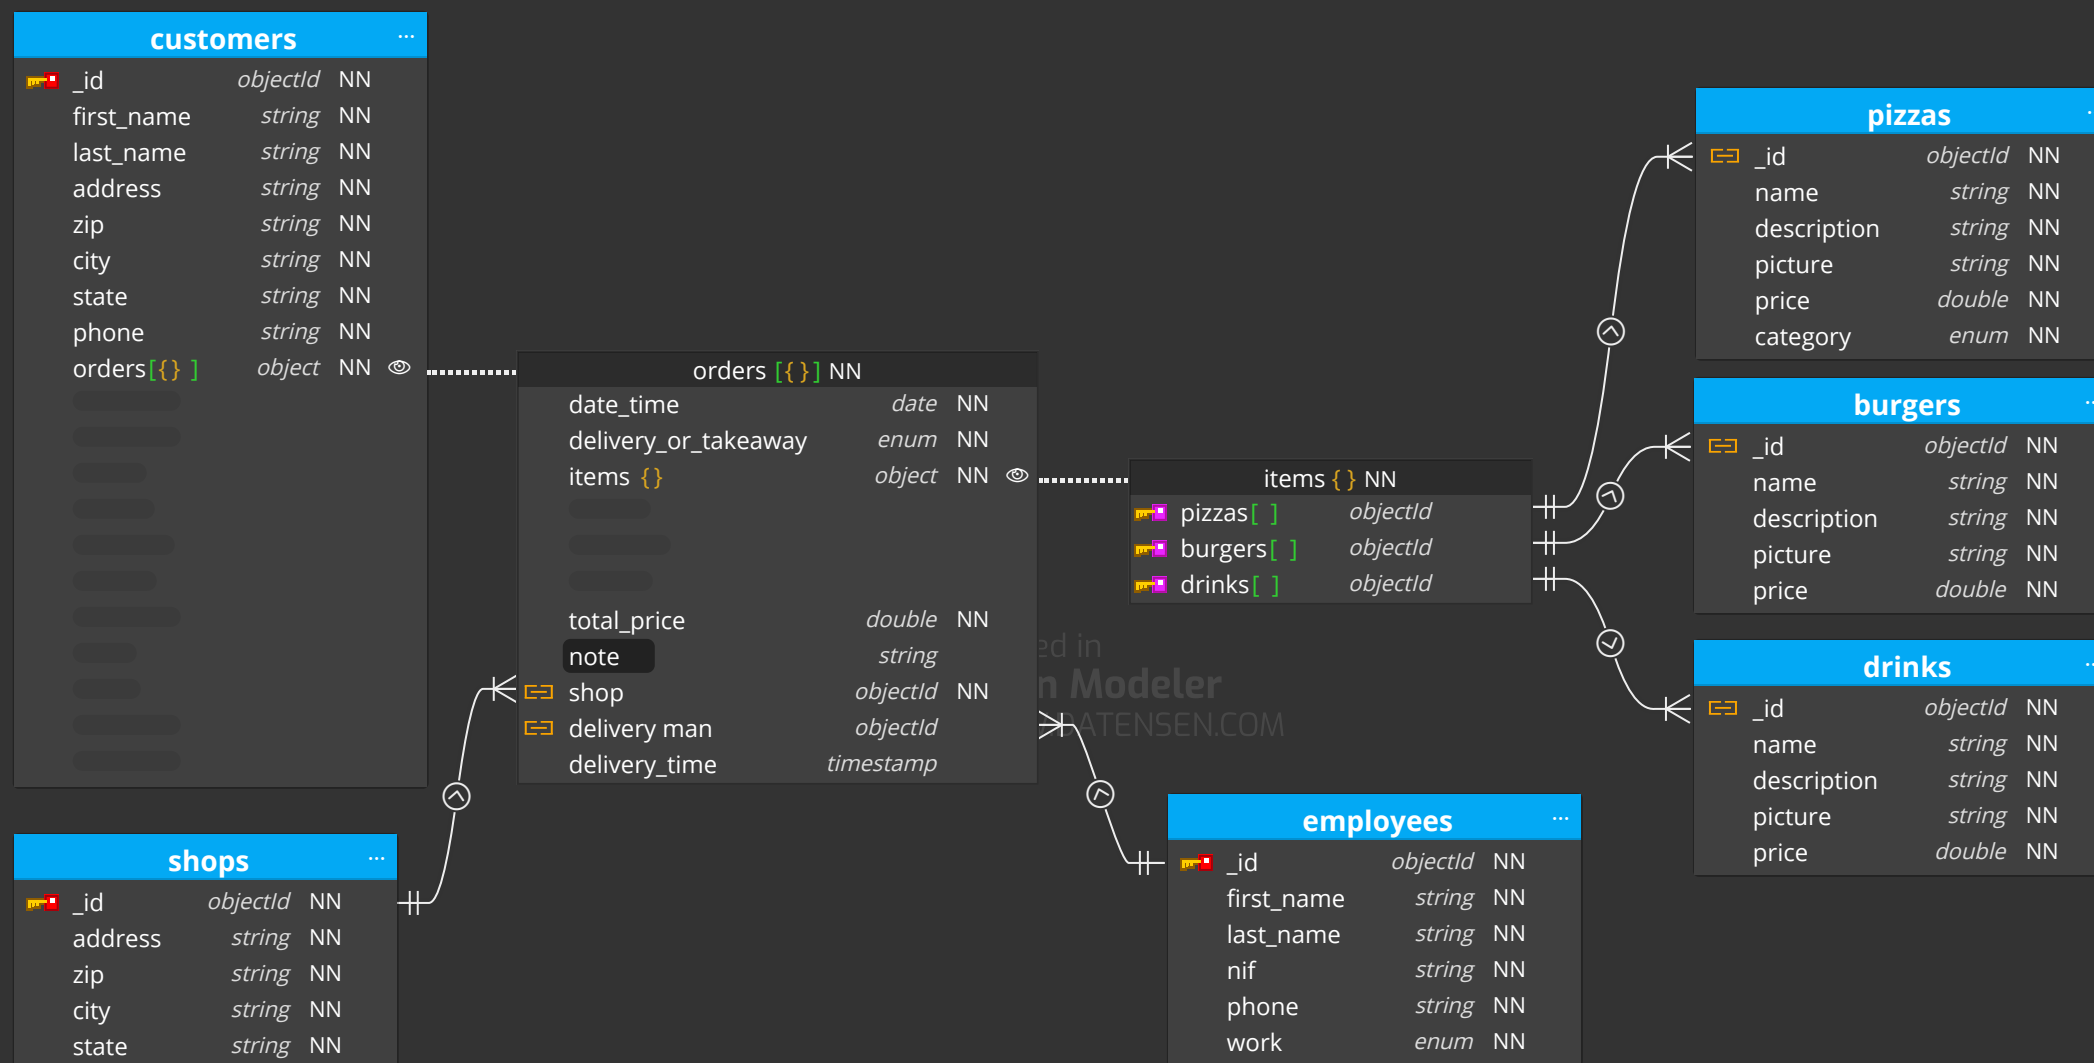 customers ...
_id objectId NN
first_name string NN
last_name string NN
address string NN
zip string NN
city string NN
state string NN
phone string NN
orders[{} ] object NN
orders [{}] NN
date_time date NN
delivery_or_takeaway enum NN
items {} object NN
total_price double NN
note string
shop objectId NN
delivery man objectId
delivery_time timestamp
items {} NN
pizzas[ ] objectId
burgers[ ] objectId
drinks[ ] objectId
pizzas
_id objectId NN
name string NN
description string NN
picture string NN
price double NN
category enum NN
burgers
_id objectId NN
name string NN
description string NN
picture string NN
price double NN
drinks
_id objectId NN
name string NN
description string NN
picture string NN
price double NN
ed in
n Modeler
DATENSEN.COM
shops ...
_id objectId NN
address string NN
zip string NN
city string NN
state string NN
employees ...
_id objectId NN
first_name string NN
last_name string NN
nif string NN
phone string NN
work enum NN